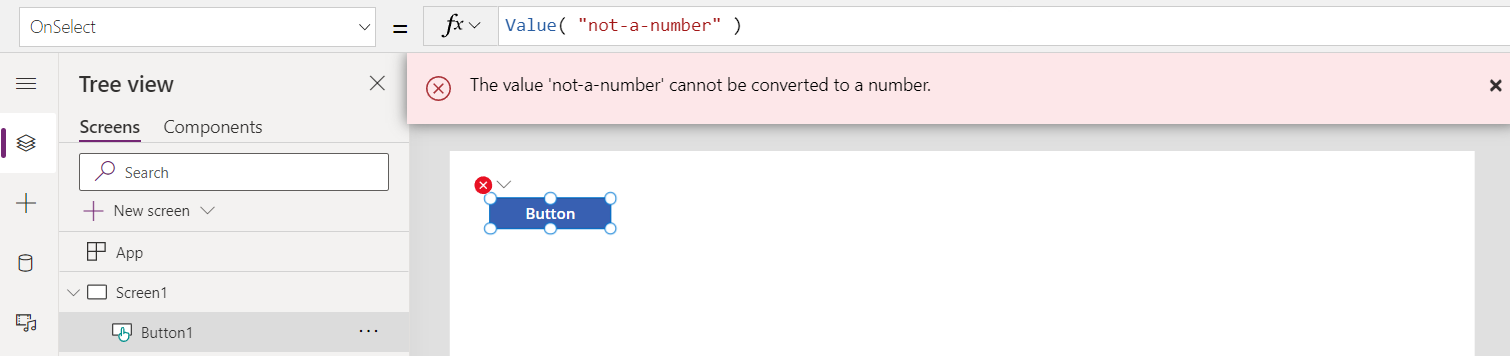 OnSelect
=
fx
Value( "not-a-number" )
Tree view
The value 'not-a-number' cannot be converted to a number.
Screens
Components
Search
New screen
App
Screen1
Button1
Button